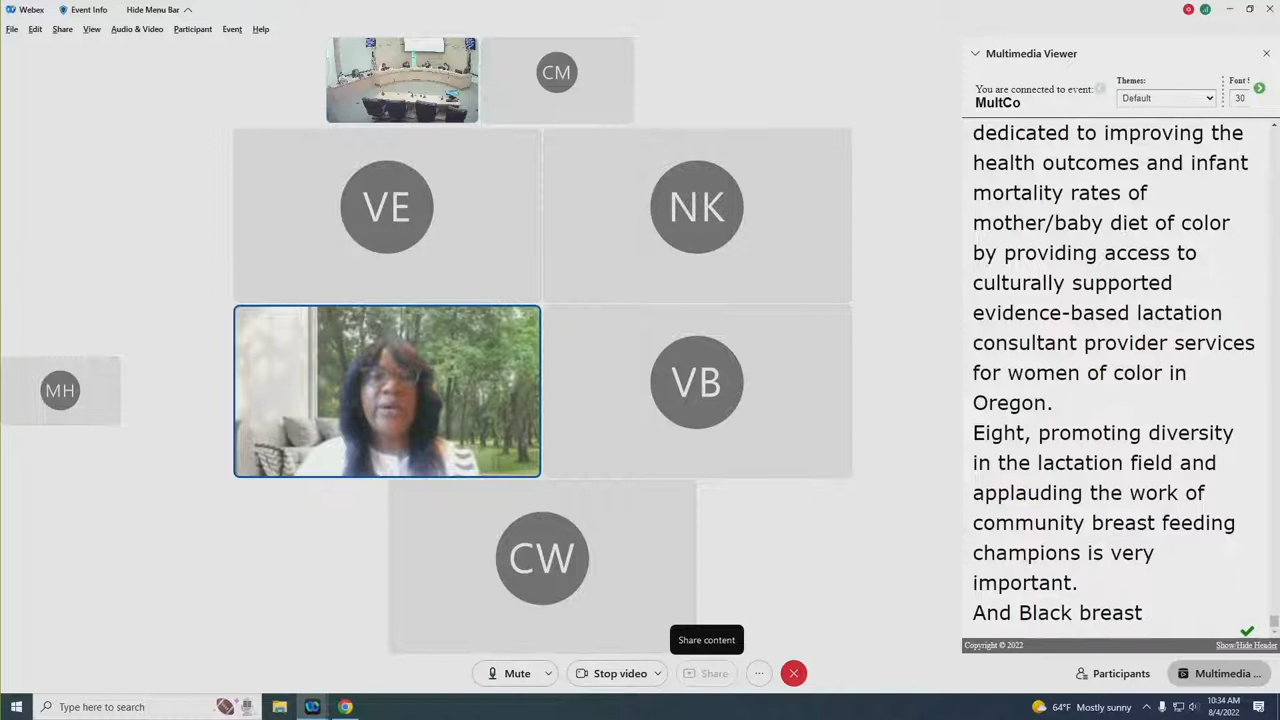 Webex
Event Info
Hide Menu Bar
File
Edit
Share
View
Audio & Video
Participant
Event
Help
CM
VE
NK
MH
VB
CW
Share content
Mute
Stop video
Share
Multimedia Viewer
You are connected to event:
MultCo
Themes:
Default
Font
30
dedicated to improving the
health outcomes and infant
mortality rates of
mother/baby diet of color
by providing access to
culturally supported
evidence-based lactation
consultant provider services
for women of color in
Oregon.
Eight, promoting diversity
in the lactation field and
applauding the work of
community breast feeding
champions is very
important.
And Black breast
Copyright © 2022
Show/Hide Header
Participants
Multimedia ...
Type here to search
64°F Mostly sunny
10:34 AM
8/4/2022